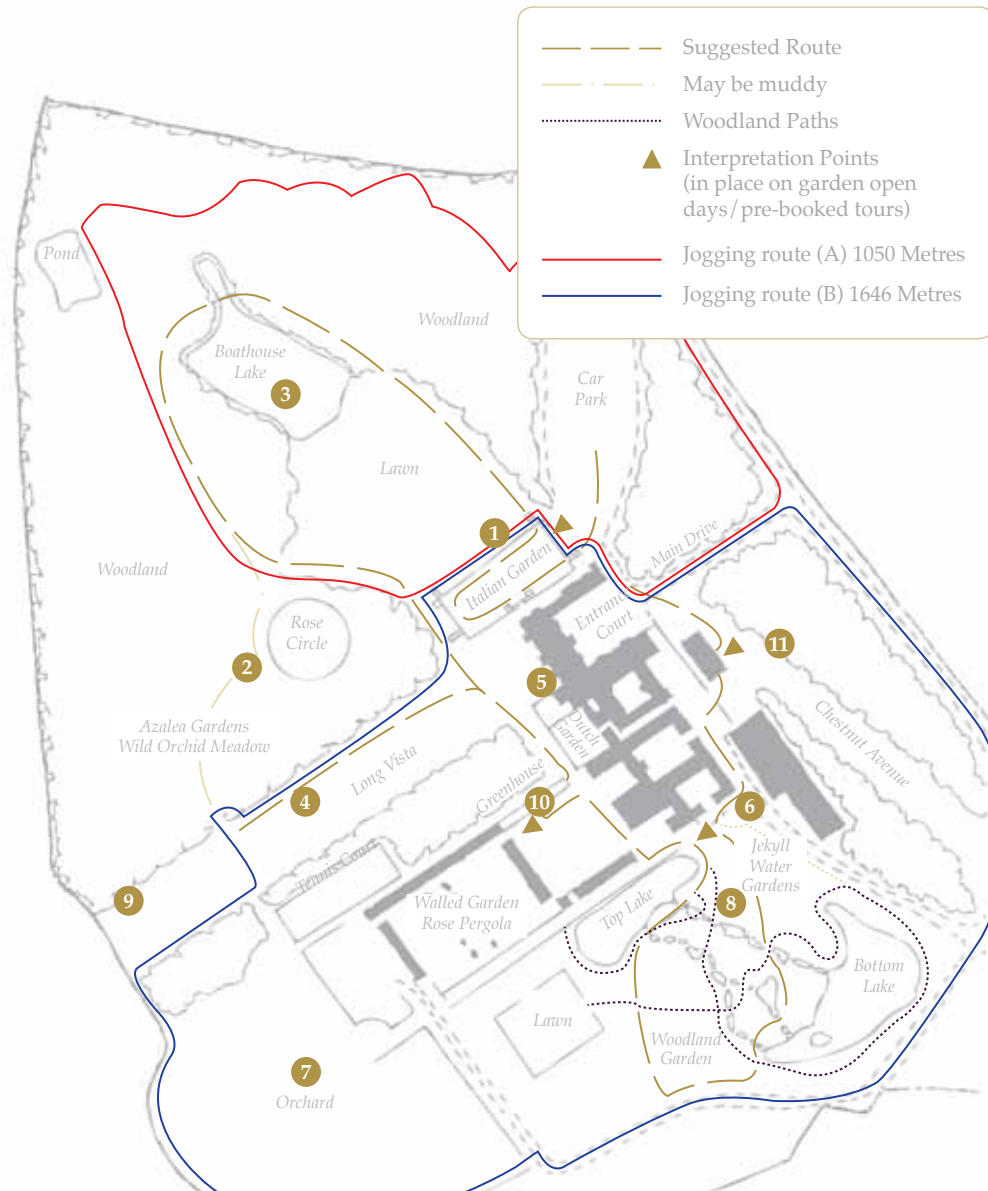 Suggested Route
May be muddy
Woodland Paths
Interpretation Points
(in place on garden open
days/pre-booked tours)
Jogging route (A) 1050 Metres
Jogging route (B) 1646 Metres
Pond
Woodland
Boathouse
Lake
3
Car
Park
Lawn
1
Italian Garden
Main Drive
Woodland
Rose
Circle
Entrance
Court
11
2
5
Azalea Gardens
Wild Orchid Meadow
Dutch
Garden
Chestnut Avenue
Long Vista
4
Greenhouse
10
6
Jekyll
Water
Gardens
Tennis Court
9
Walled Garden
Rose Pergola
Top Lake
8
Bottom
Lake
Lawn
Woodland
Garden
7
Orchard